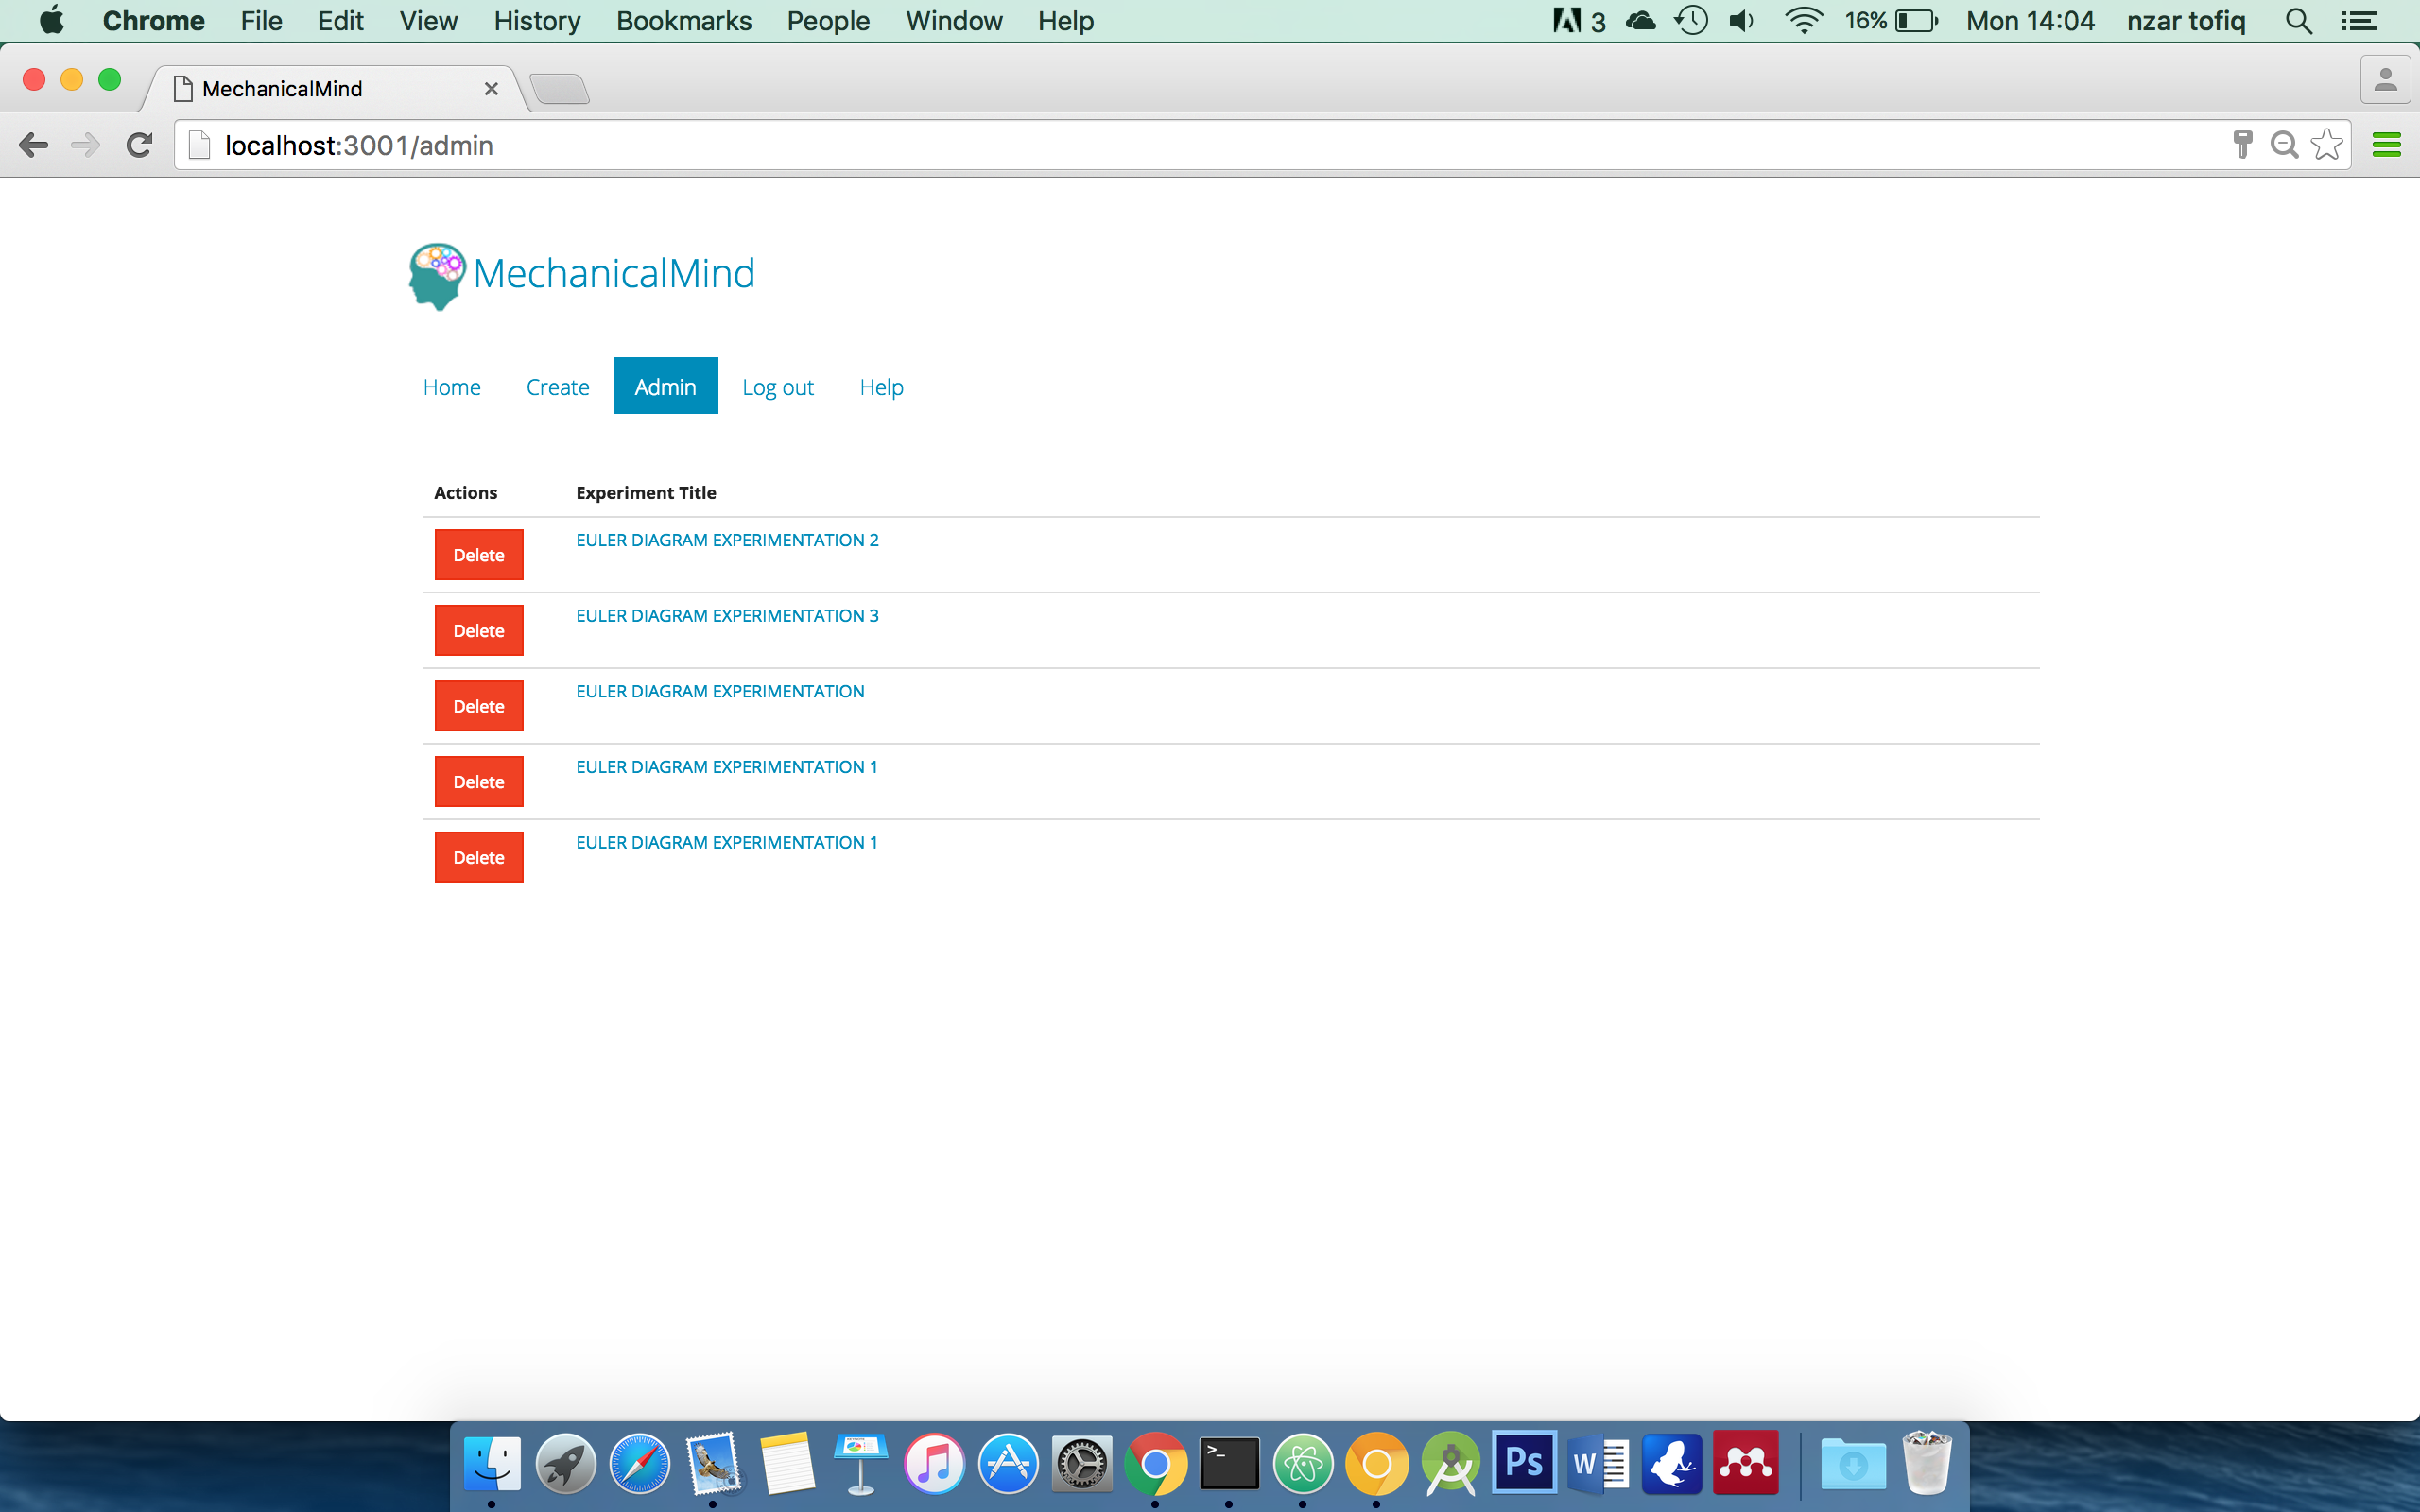 Chrome File Edit View History Bookmarks People Window Help 3 16% Mon 14:04 nzar tofiq
MechanicalMind
localhost:3001/admin
MechanicalMind
Home Create Admin Log out Help
Actions Experiment Title
Delete EULER DIAGRAM EXPERIMENTATION 2
Delete EULER DIAGRAM EXPERIMENTATION 3
Delete EULER DIAGRAM EXPERIMENTATION
Delete EULER DIAGRAM EXPERIMENTATION 1
Delete EULER DIAGRAM EXPERIMENTATION 1
>_ Ps W